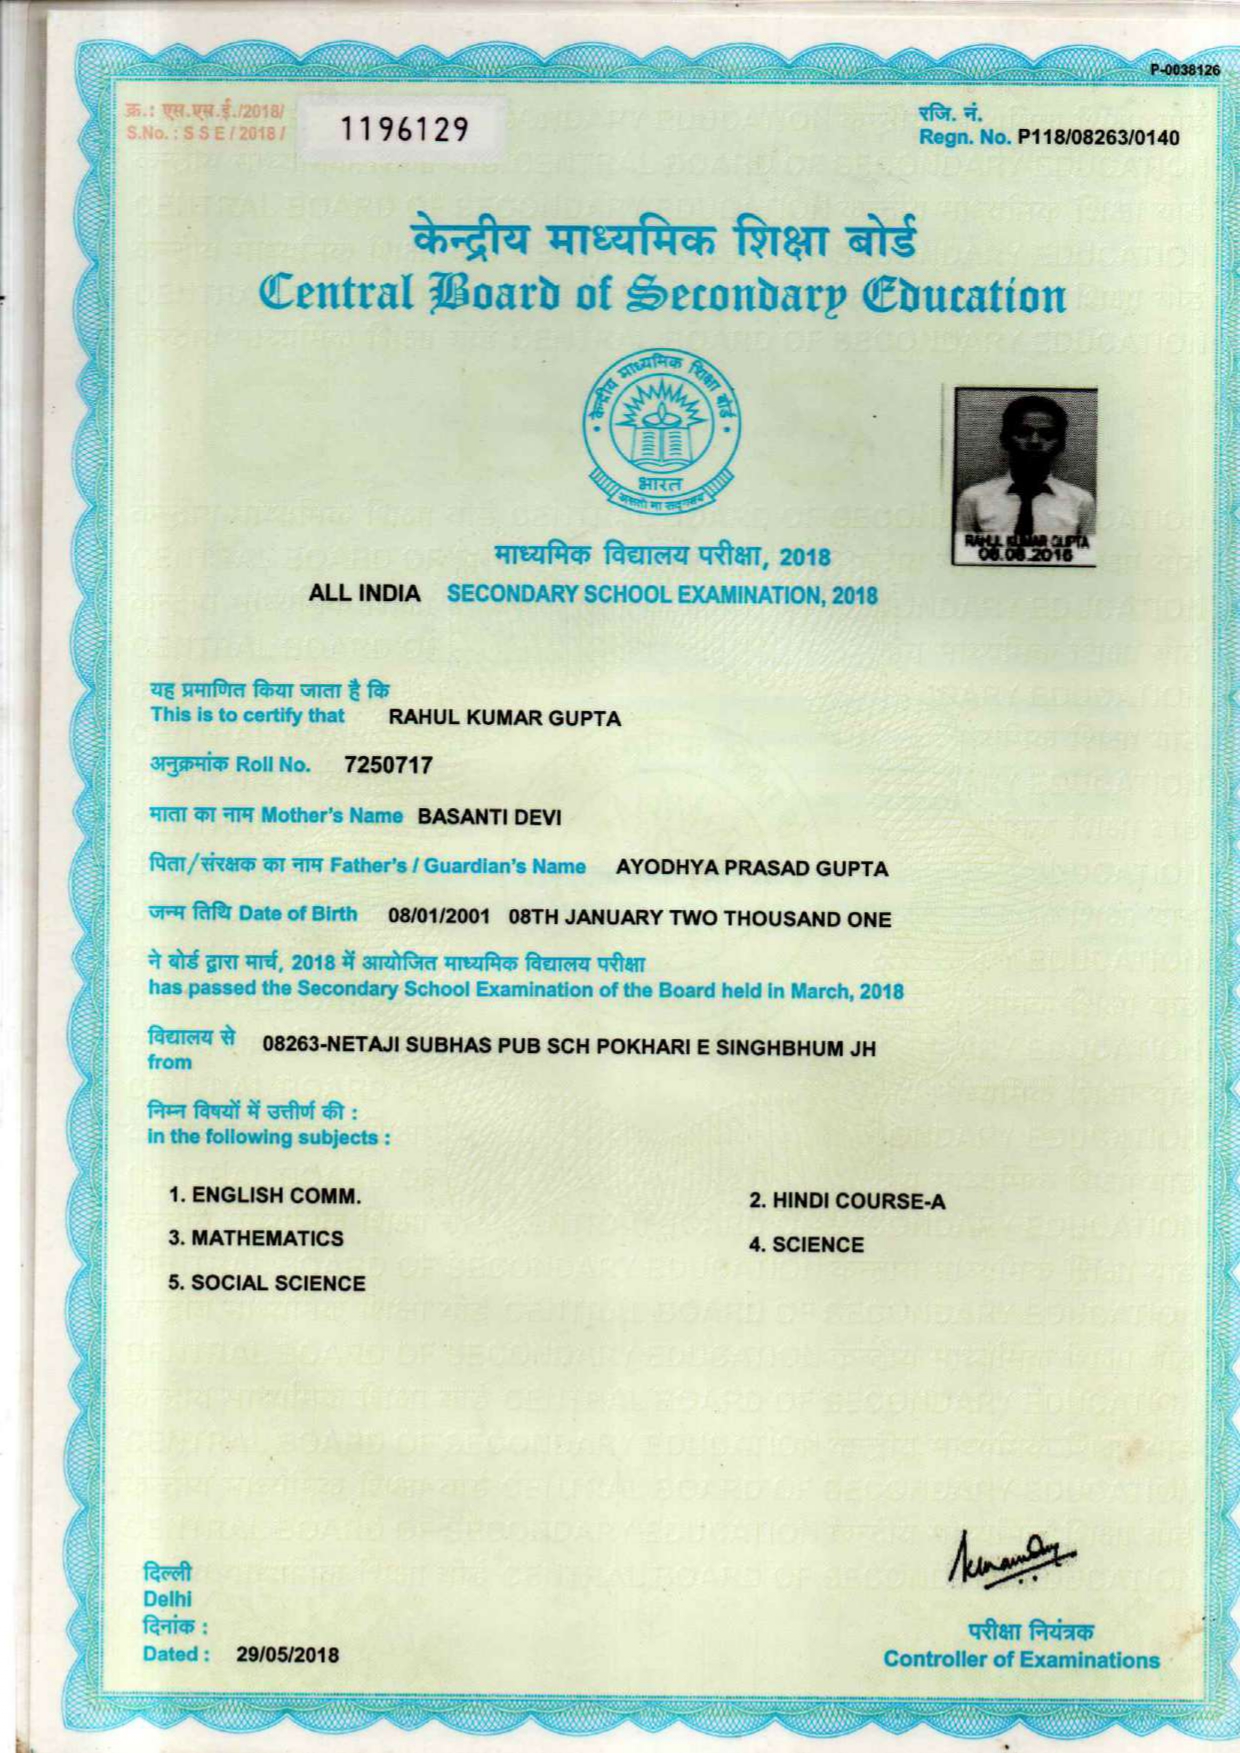 P-0038126
क्र.: एस.एस.ई./2018/
S.No. : S S E / 2018 /
1196129
रजि. नं.
Regn. No. P118/08263/0140
केन्द्रीय माध्यमिक शिक्षा बोर्ड
Central Board of Secondary Education
केन्द्रीय माध्यमिक शिक्षा बोर्ड
भारत
असतो मा सद्गमय
RAHUL KUMAR GUPTA
06.06.2016
माध्यमिक विद्यालय परीक्षा, 2018
ALL INDIA SECONDARY SCHOOL EXAMINATION, 2018
यह प्रमाणित किया जाता है कि
This is to certify that RAHUL KUMAR GUPTA
अनुक्रमांक Roll No. 7250717
माता का नाम Mother's Name BASANTI DEVI
पिता/संरक्षक का नाम Father's / Guardian's Name AYODHYA PRASAD GUPTA
जन्म तिथि Date of Birth 08/01/2001 08TH JANUARY TWO THOUSAND ONE
ने बोर्ड द्वारा मार्च, 2018 में आयोजित माध्यमिक विद्यालय परीक्षा
has passed the Secondary School Examination of the Board held in March, 2018
विद्यालय से 08263-NETAJI SUBHAS PUB SCH POKHARI E SINGHBHUM JH
from
निम्न विषयों में उत्तीर्ण की :
in the following subjects :
1. ENGLISH COMM.
2. HINDI COURSE-A
3. MATHEMATICS
4. SCIENCE
5. SOCIAL SCIENCE
दिल्ली
Delhi
दिनांक :
Dated : 29/05/2018
परीक्षा नियंत्रक
Controller of Examinations